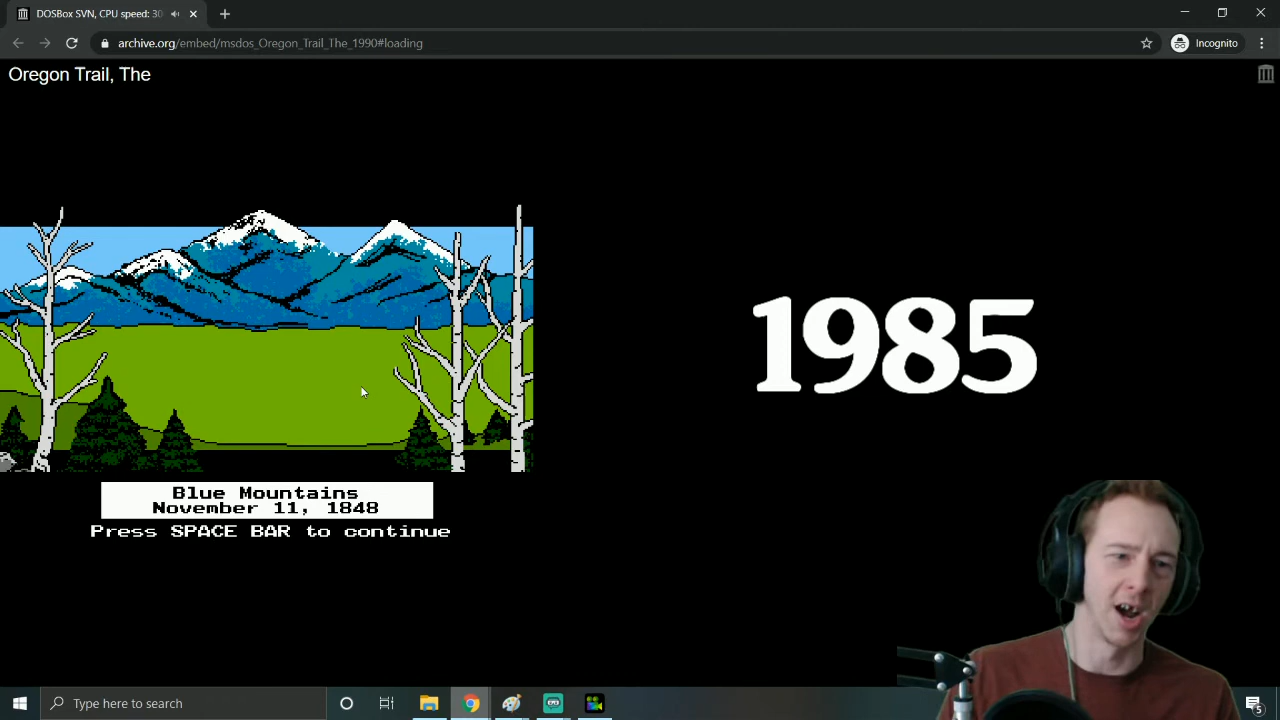 DOSBox SVN, CPU speed: 30
archive.org/embed/msdos_Oregon_Trail_The_1990#loading
Incognito
Oregon Trail, The
1985
Blue Mountains
November 11, 1848
Press SPACE BAR to continue
Type here to search
5